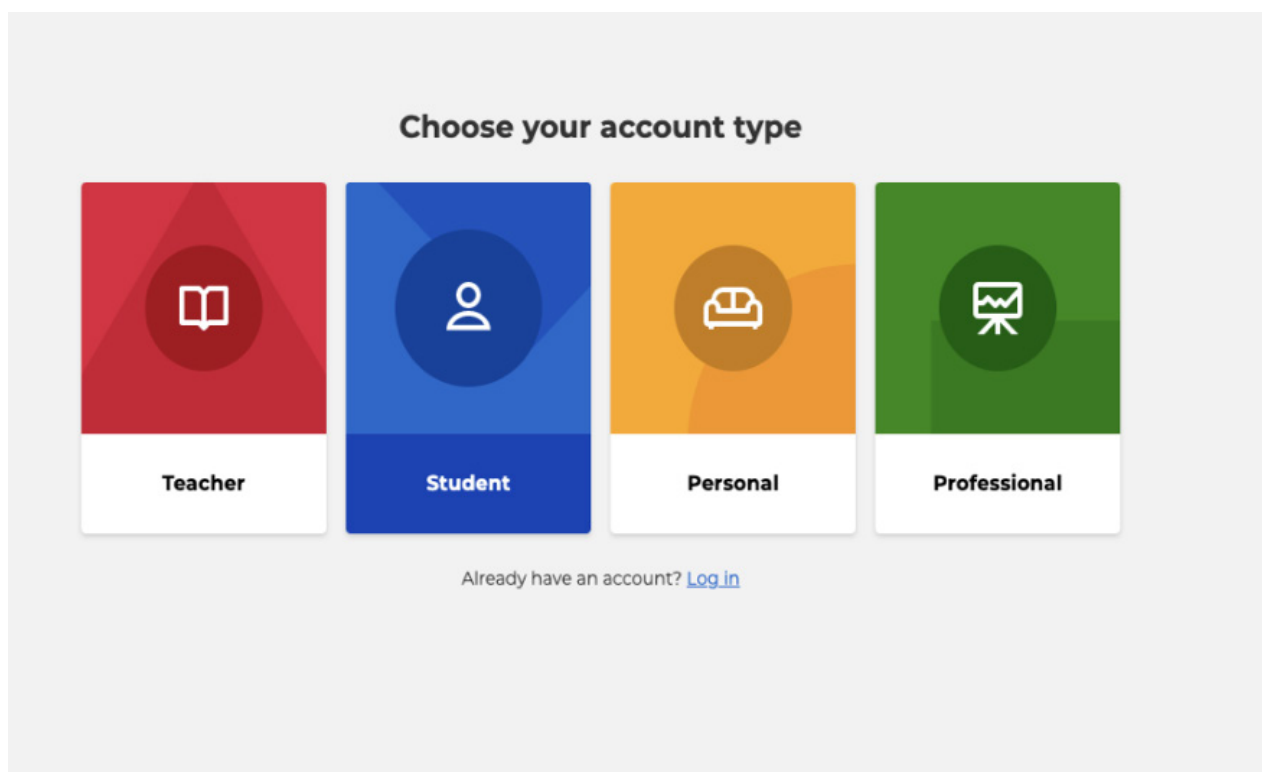 Choose your account type
Teacher
Student
Personal
Professional
Already have an account? Log in